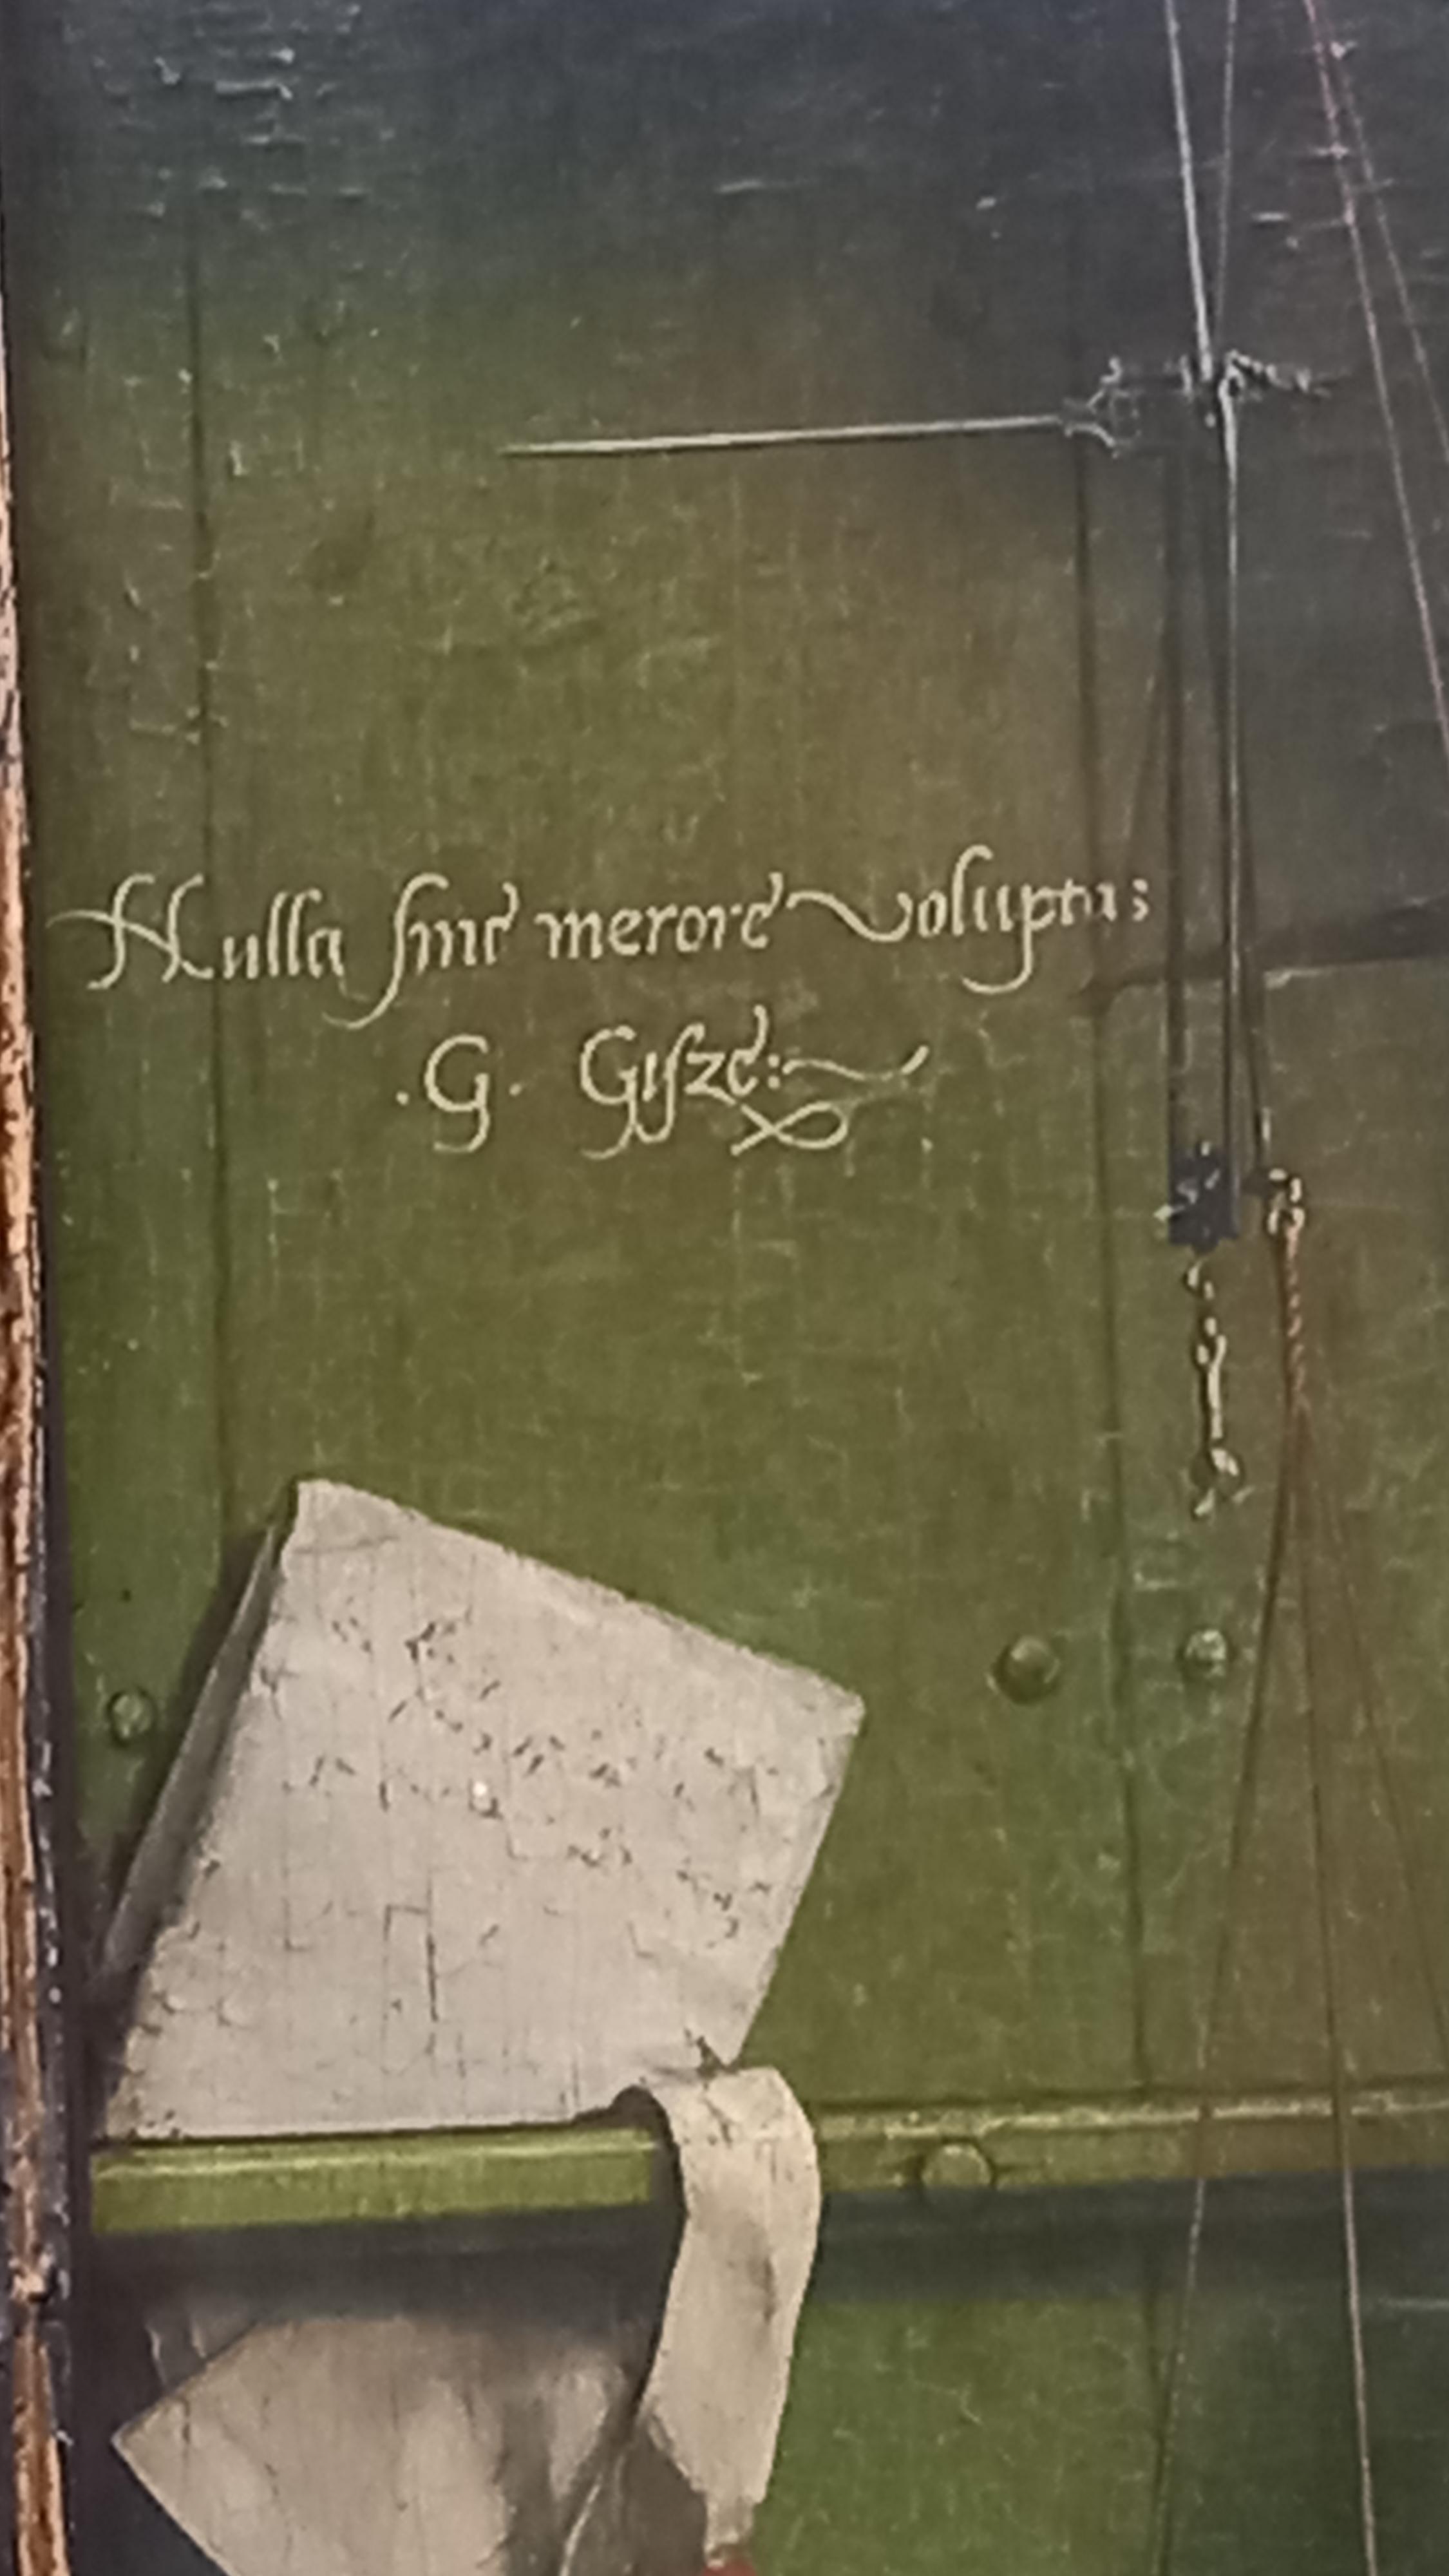 Nulla sine merore voluptas
.G. Gisze: